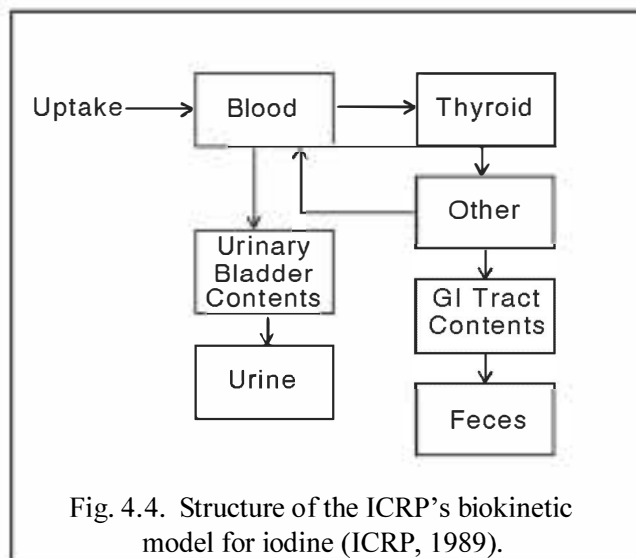 Uptake
Blood
Thyroid
Other
Urinary
Bladder
Contents
GI Tract
Contents
Urine
Feces
Fig. 4.4. Structure of the ICRP's biokinetic
model for iodine (ICRP, 1989).